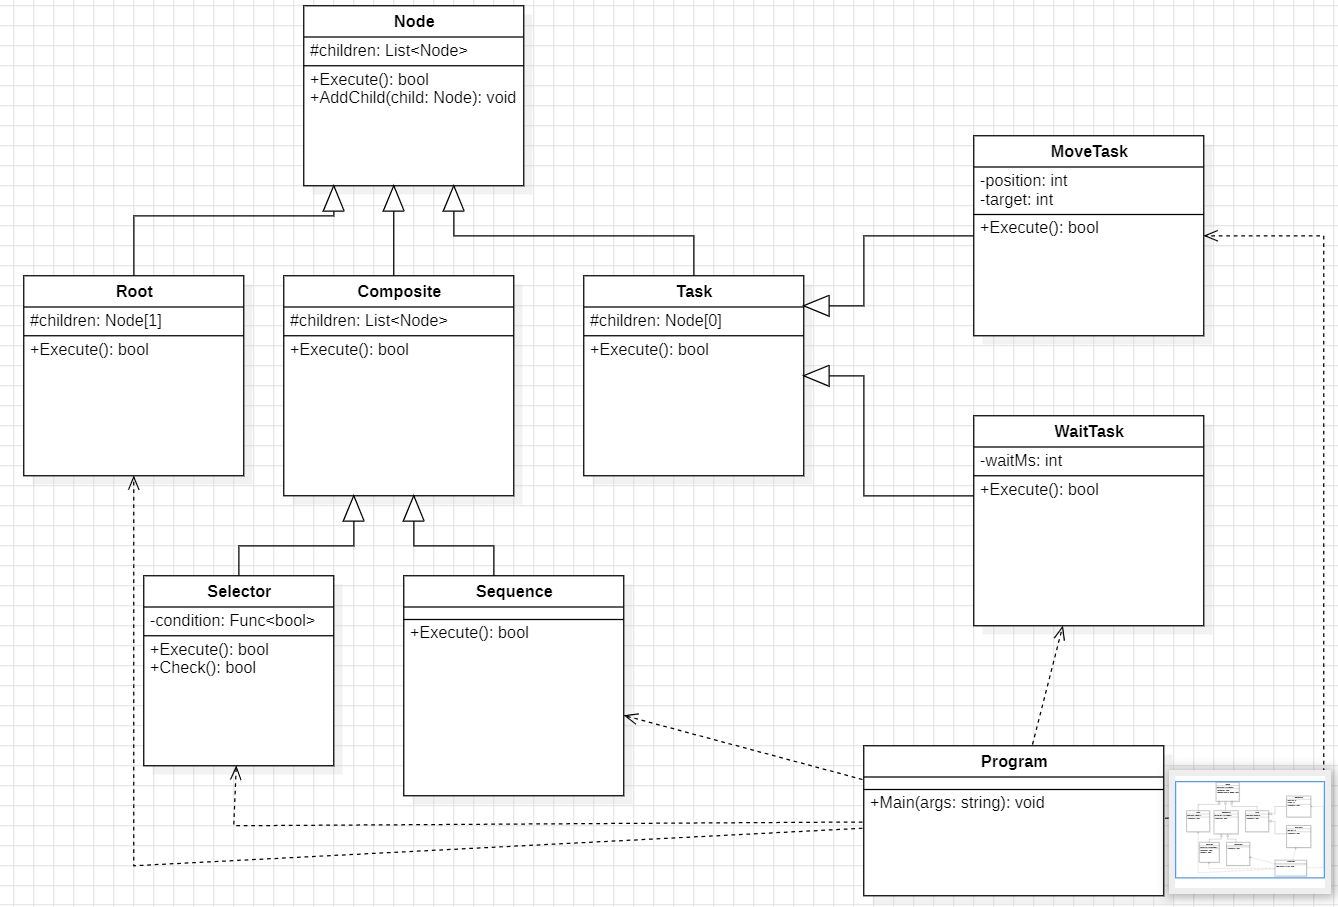 Node
#children: List<Node>
+Execute(): bool
+AddChild(child: Node): void
MoveTask
-position: int
-target: int
+Execute(): bool
Root
#children: Node[1]
+Execute(): bool
Composite
#children: List<Node>
+Execute(): bool
Task
#children: Node[0]
+Execute(): bool
WaitTask
-waitMs: int
+Execute(): bool
Selector
-condition: Func<bool>
+Execute(): bool
+Check(): bool
Sequence
+Execute(): bool
Program
+Main(args: string): void